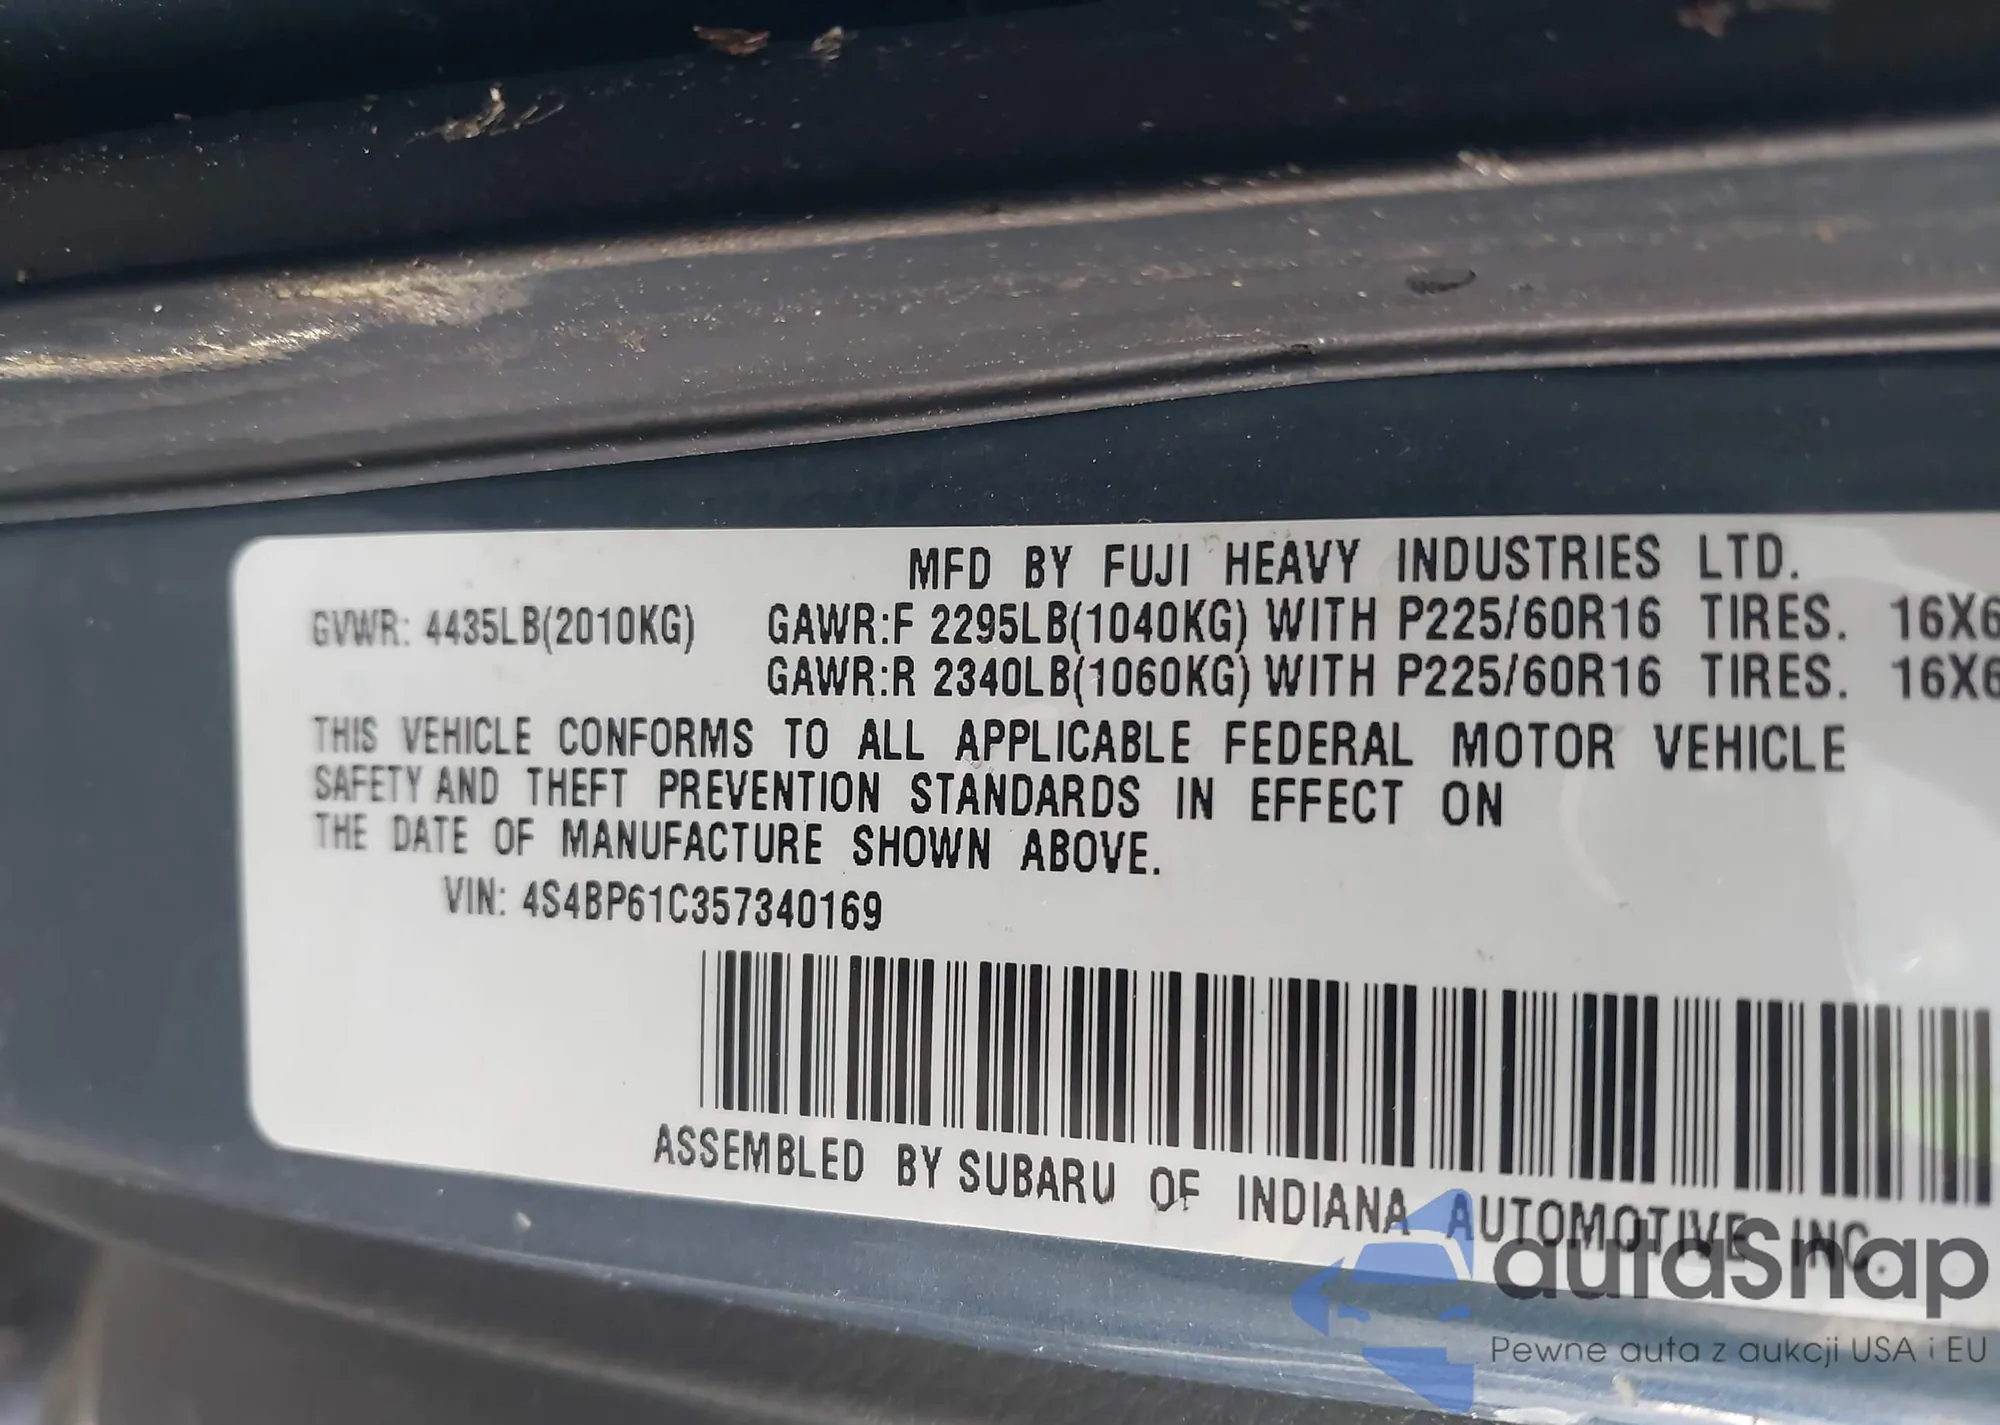 MFD BY FUJI HEAVY INDUSTRIES LTD.
GVWR: 4435LB(2010KG) GAWR:F 2295LB(1040KG) WITH P225/60R16 TIRES. 16X6
GAWR:R 2340LB(1060KG) WITH P225/60R16 TIRES. 16X6
THIS VEHICLE CONFORMS TO ALL APPLICABLE FEDERAL MOTOR VEHICLE
SAFETY AND THEFT PREVENTION STANDARDS IN EFFECT ON
THE DATE OF MANUFACTURE SHOWN ABOVE.
VIN: 4S4BP61C357340169
ASSEMBLED BY SUBARU OF INDIANA AUTOMOTIVE INC.
autaSnap
Pewne auta z aukcji USA i EU